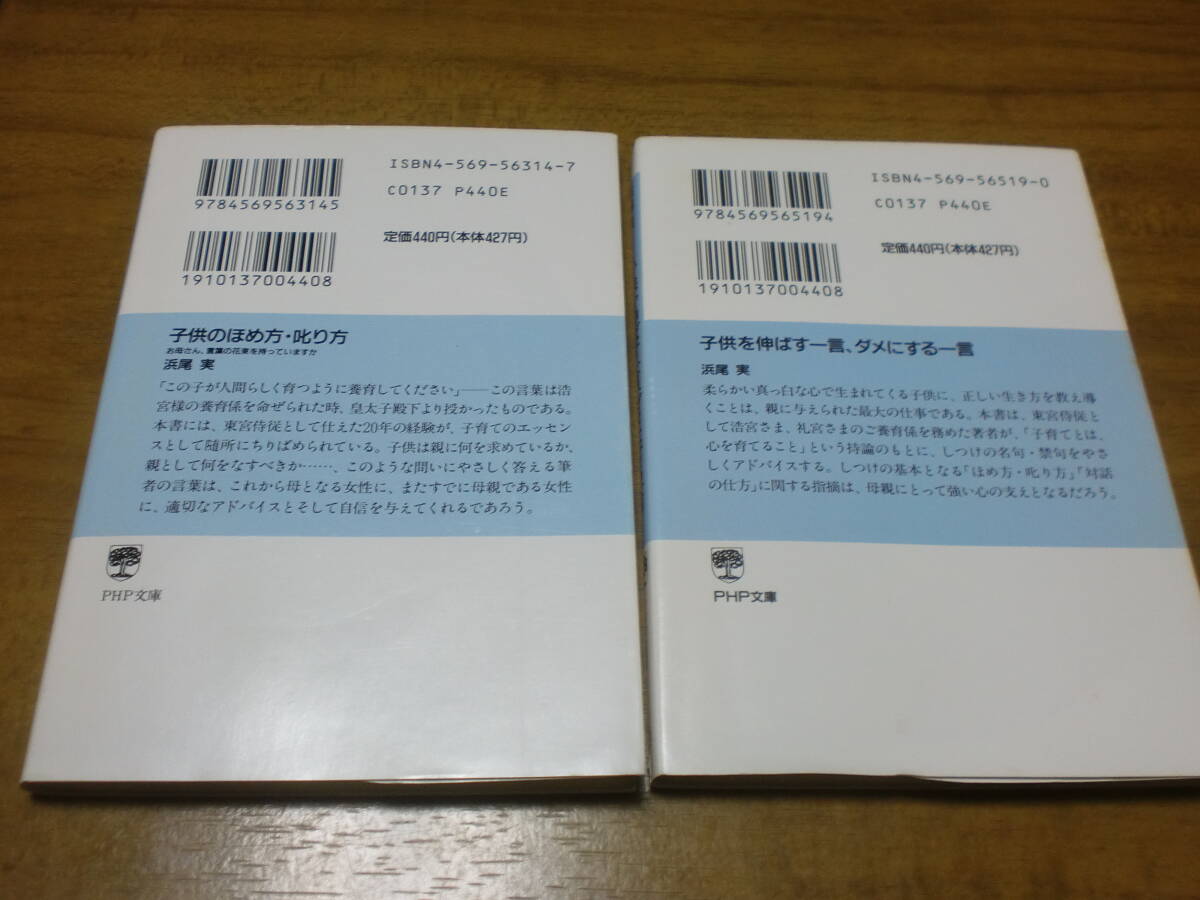 ISBN4-569-56314-7
9784569563145
C0137 P440E
定価440円(本体427円)
1910137004408
子供のほめ方・叱り方
お母さん、言葉の花束を持っていますか
浜尾 実
「この子が人間らしく育つように養育してください」――この言葉は浩
宮様の養育係を命ぜられた時、皇太子殿下より授かったものである。
本書には、東宮侍従として仕えた20年の経験が、子育てのエッセン
スとして随所にちりばめられている。子供は親に何を求めているか、
親として何をなすべきか……、このような問いにやさしく答える筆
者の言葉は、これから母となる女性に、またすでに母親である女性
に、適切なアドバイスとそして自信を与えてくれるであろう。
PHP文庫
ISBN4-569-56519-0
9784569565194
C0137 P440E
定価440円(本体427円)
1910137004408
子供を伸ばす一言、ダメにする一言
浜尾 実
柔らかい真っ白な心で生まれてくる子供に、正しい生き方を教え導
くことは、親に与えられた最大の仕事である。本書は、東宮侍従と
して浩宮さま、礼宮さまのご養育係を務めた著者が、「子育てとは、
心を育てること」という持論のもとに、しつけの名句・禁句をやさ
しくアドバイスする。しつけの基本となる「ほめ方・叱り方」「対話
の仕方」に関する指摘は、母親にとって強い心の支えとなるだろう。
PHP文庫